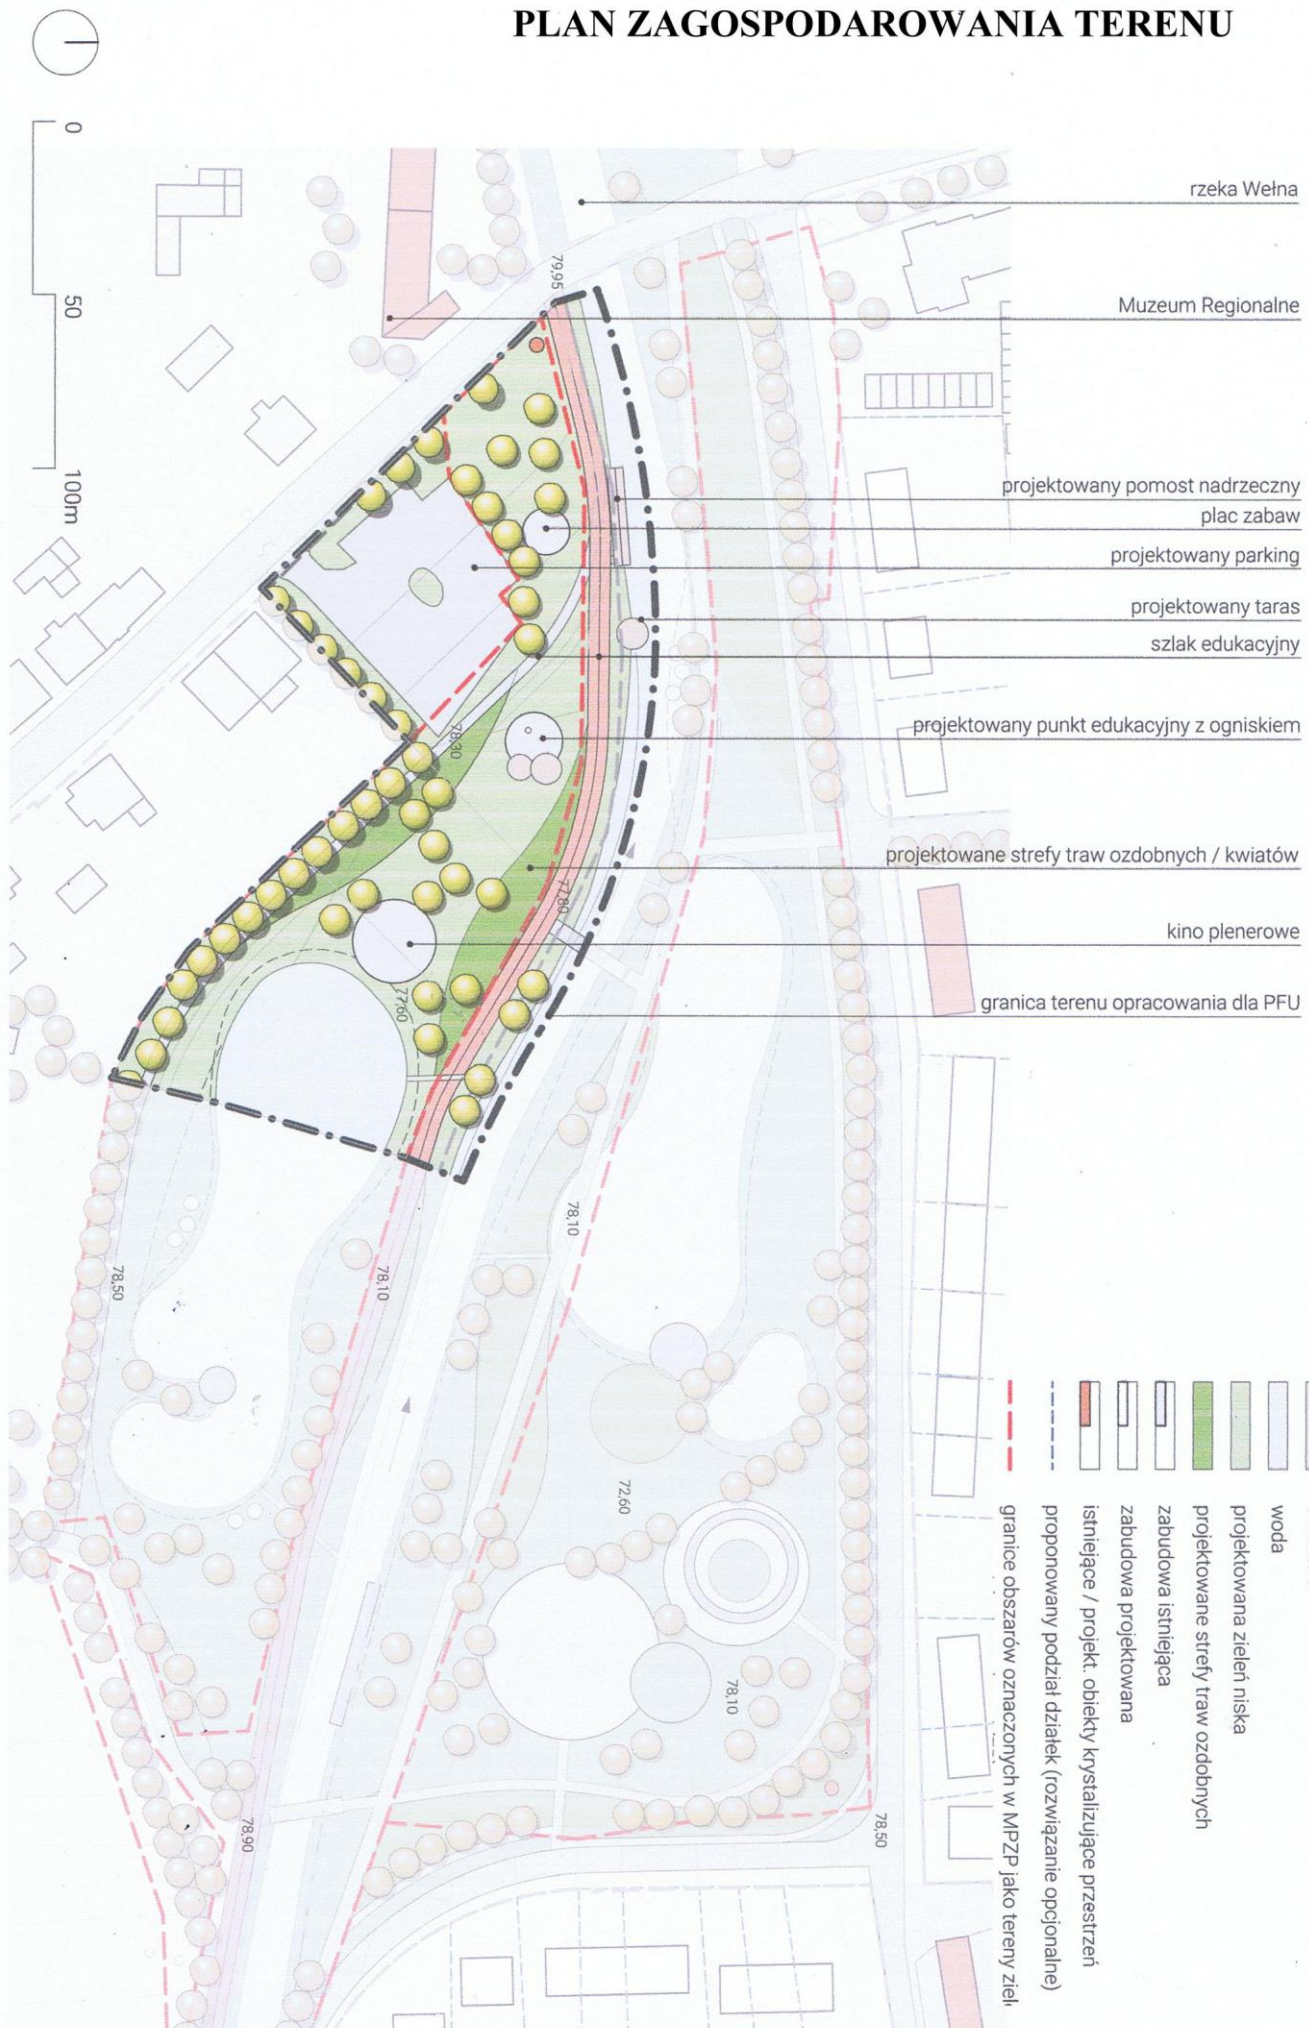 PLAN ZAGOSPODAROWANIA TERENU
0
50
100m
rzeka Wełna
Muzeum Regionalne
projektowany pomost nadrzeczny
plac zabaw
projektowany parking
projektowany taras
szlak edukacyjny
projektowany punkt edukacyjny z ogniskiem
projektowane strefy traw ozdobnych / kwiatów
kino plenerowe
granica terenu opracowania dla PFU
79,95
78,30
77,80
77,60
78,10
78,50
78,10
72,60
78,10
78,50
78,90
woda
projektowana zieleń niska
projektowane strefy traw ozdobnych
zabudowa istniejąca
zabudowa projektowana
istniejące / projekt. obiekty krystalizujące przestrzeń
proponowany podział działek (rozwiązanie opcjonalne)
granice obszarów oznaczonych w MPZP jako tereny ziel